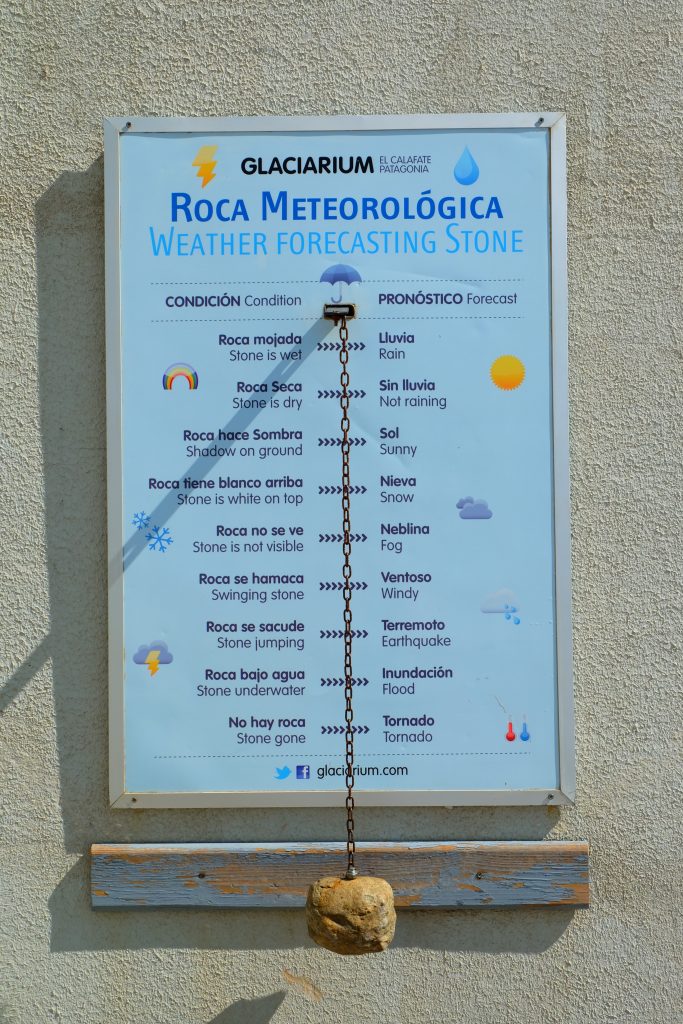 GLACIARIUM EL CALAFATE
PATAGONIA
ROCA METEOROLÓGICA
WEATHER FORECASTING STONE
CONDICIÓN Condition PRONÓSTICO Forecast
Roca mojada Lluvia
Stone is wet Rain
Roca Seca Sin lluvia
Stone is dry Not raining
Roca hace Sombra Sol
Shadow on ground Sunny
Roca tiene blanco arriba Nieva
Stone is white on top Snow
Roca no se ve Neblina
Stone is not visible Fog
Roca se hamaca Ventoso
Swinging stone Windy
Roca se sacude Terremoto
Stone jumping Earthquake
Roca bajo agua Inundación
Stone underwater Flood
No hay roca Tornado
Stone gone Tornado
glaciarium.com